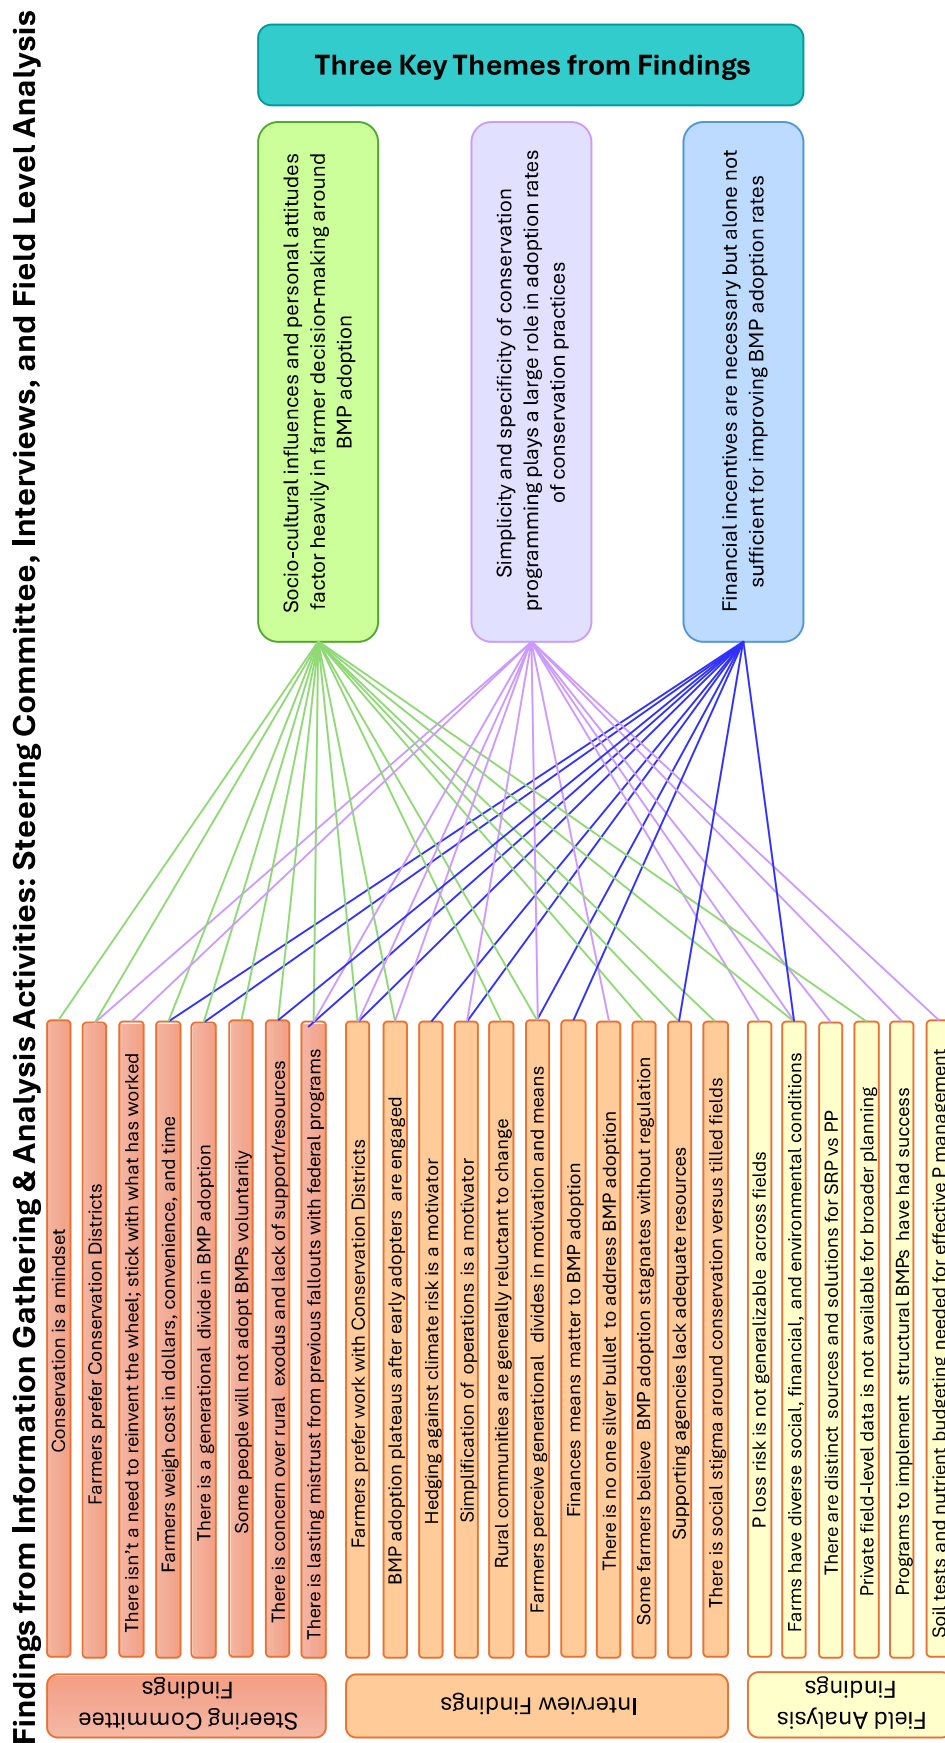 Findings from Information Gathering & Analysis Activities: Steering Committee, Interviews, and Field Level Analysis
Steering Committee
Findings
Conservation is a mindset
Farmers prefer Conservation Districts
There isn't a need to reinvent the wheel; stick with what has worked
Farmers weigh cost in dollars, convenience, and time
There is a generational divide in BMP adoption
Some people will not adopt BMPs voluntarily
There is concern over rural exodus and lack of support/resources
There is lasting mistrust from previous fallouts with federal programs
Interview Findings
Farmers prefer work with Conservation Districts
BMP adoption plateaus after early adopters are engaged
Hedging against climate risk is a motivator
Simplification of operations is a motivator
Rural communities are generally reluctant to change
Farmers perceive generational divides in motivation and means
Finances means matter to BMP adoption
There is no one silver bullet to address BMP adoption
Some farmers believe BMP adoption stagnates without regulation
Supporting agencies lack adequate resources
There is social stigma around conservation versus tilled fields
Field Analysis
Findings
P loss risk is not generalizable across fields
Farms have diverse social, financial, and environmental conditions
There are distinct sources and solutions for SRP vs PP
Private field-level data is not available for broader planning
Programs to implement structural BMPs have had success
Soil tests and nutrient budgeting needed for effective P management
Three Key Themes from Findings
Socio-cultural influences and personal attitudes
factor heavily in farmer decision-making around
BMP adoption
Simplicity and specificity of conservation
programming plays a large role in adoption rates
of conservation practices
Financial incentives are necessary but alone not
sufficient for improving BMP adoption rates